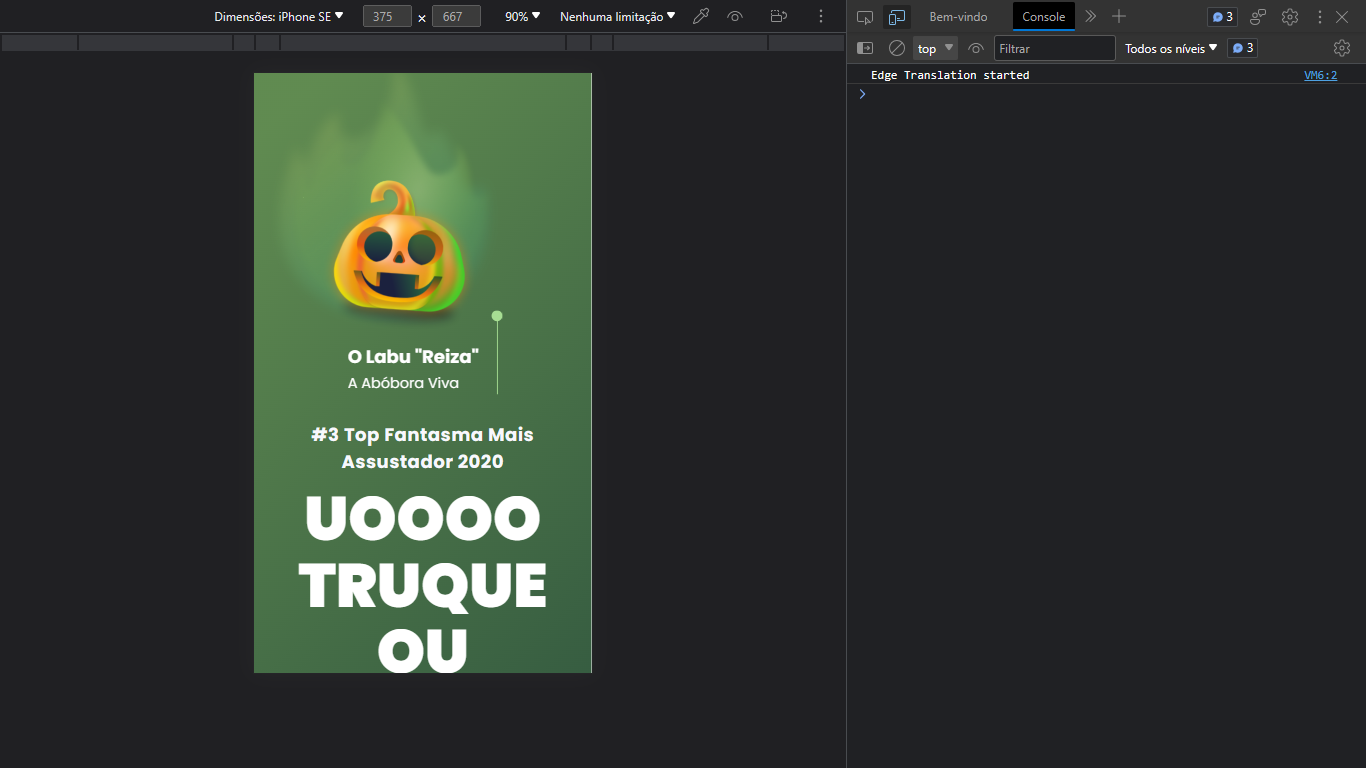 Dimensões: iPhone SE 375 × 667 90% Nenhuma limitação
Bem-vindo Console 3
top Filtrar Todos os níveis 3
Edge Translation started VM6:2
O Labu "Reiza"
A Abóbora Viva
#3 Top Fantasma Mais
Assustador 2020
UOOOO
TRUQUE
OU